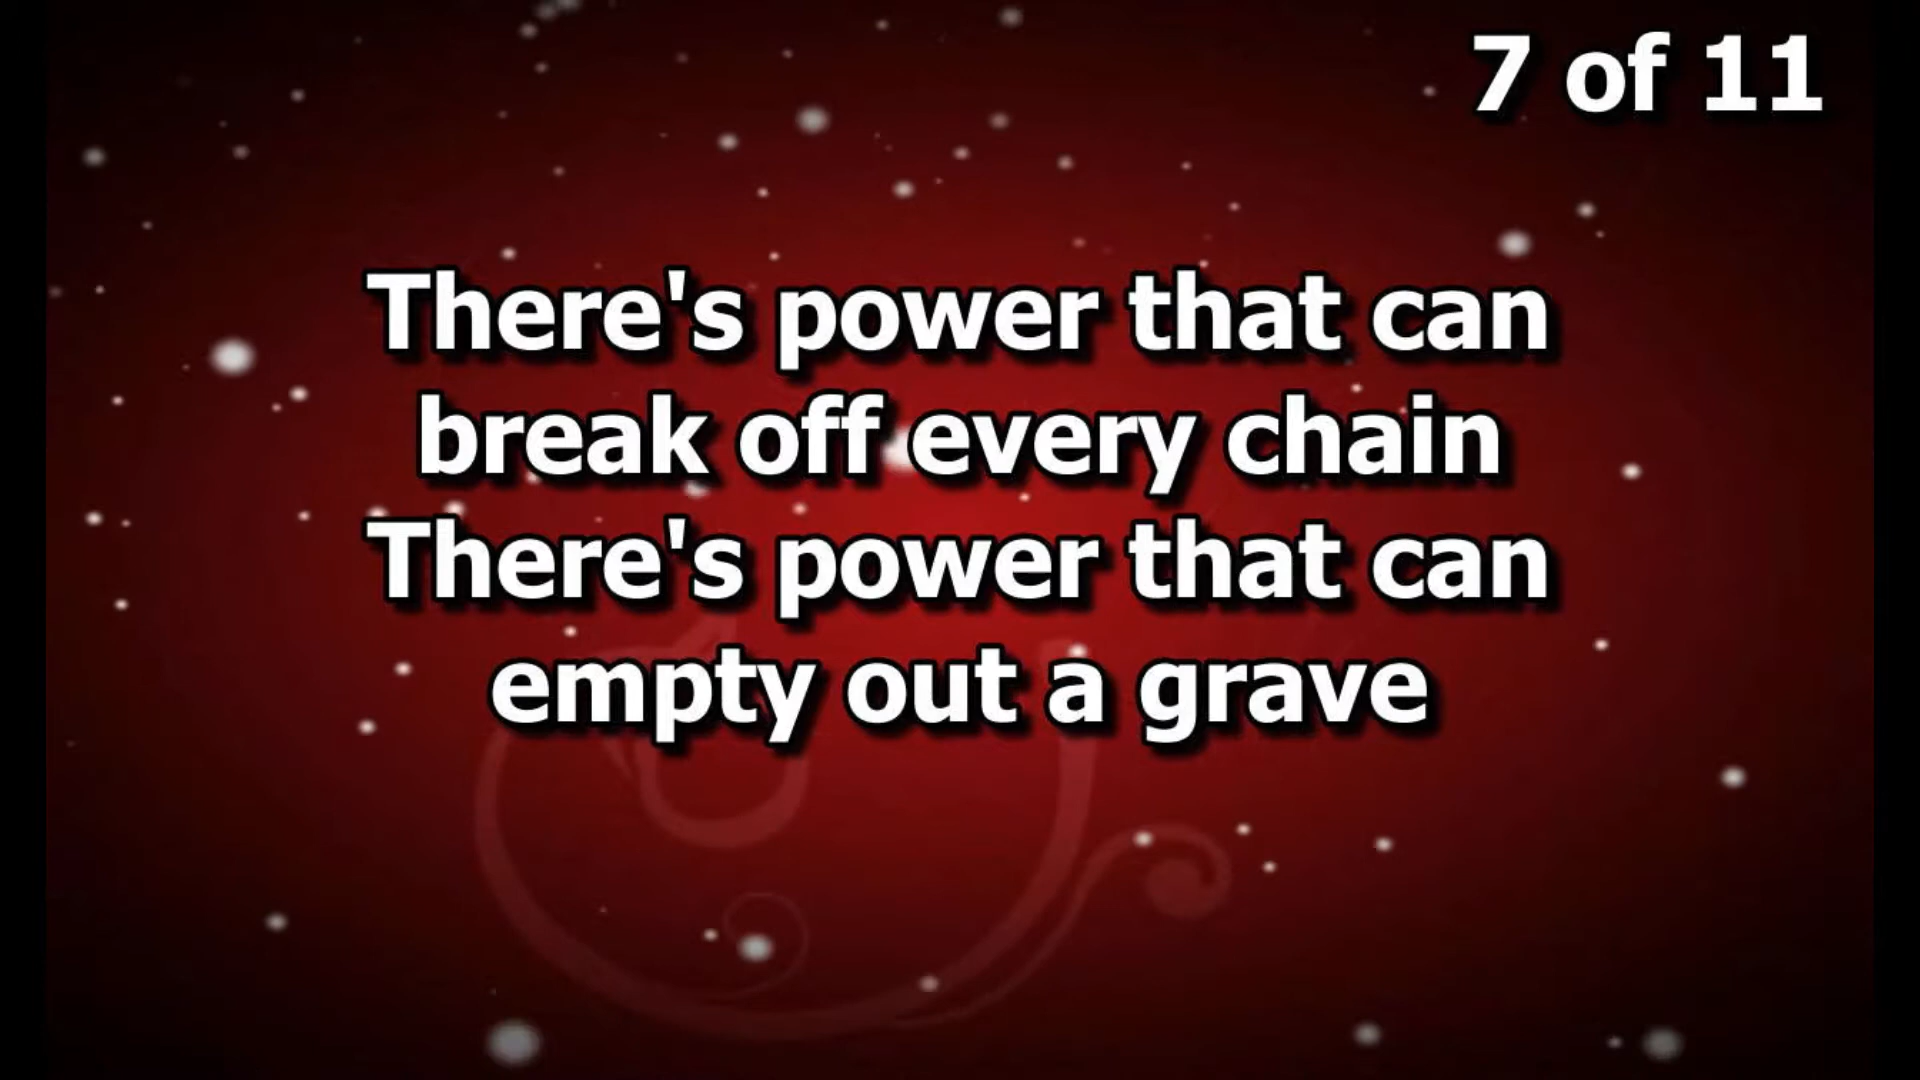 7 of 11
There's power that can
break off every chain
There's power that can
empty out a grave